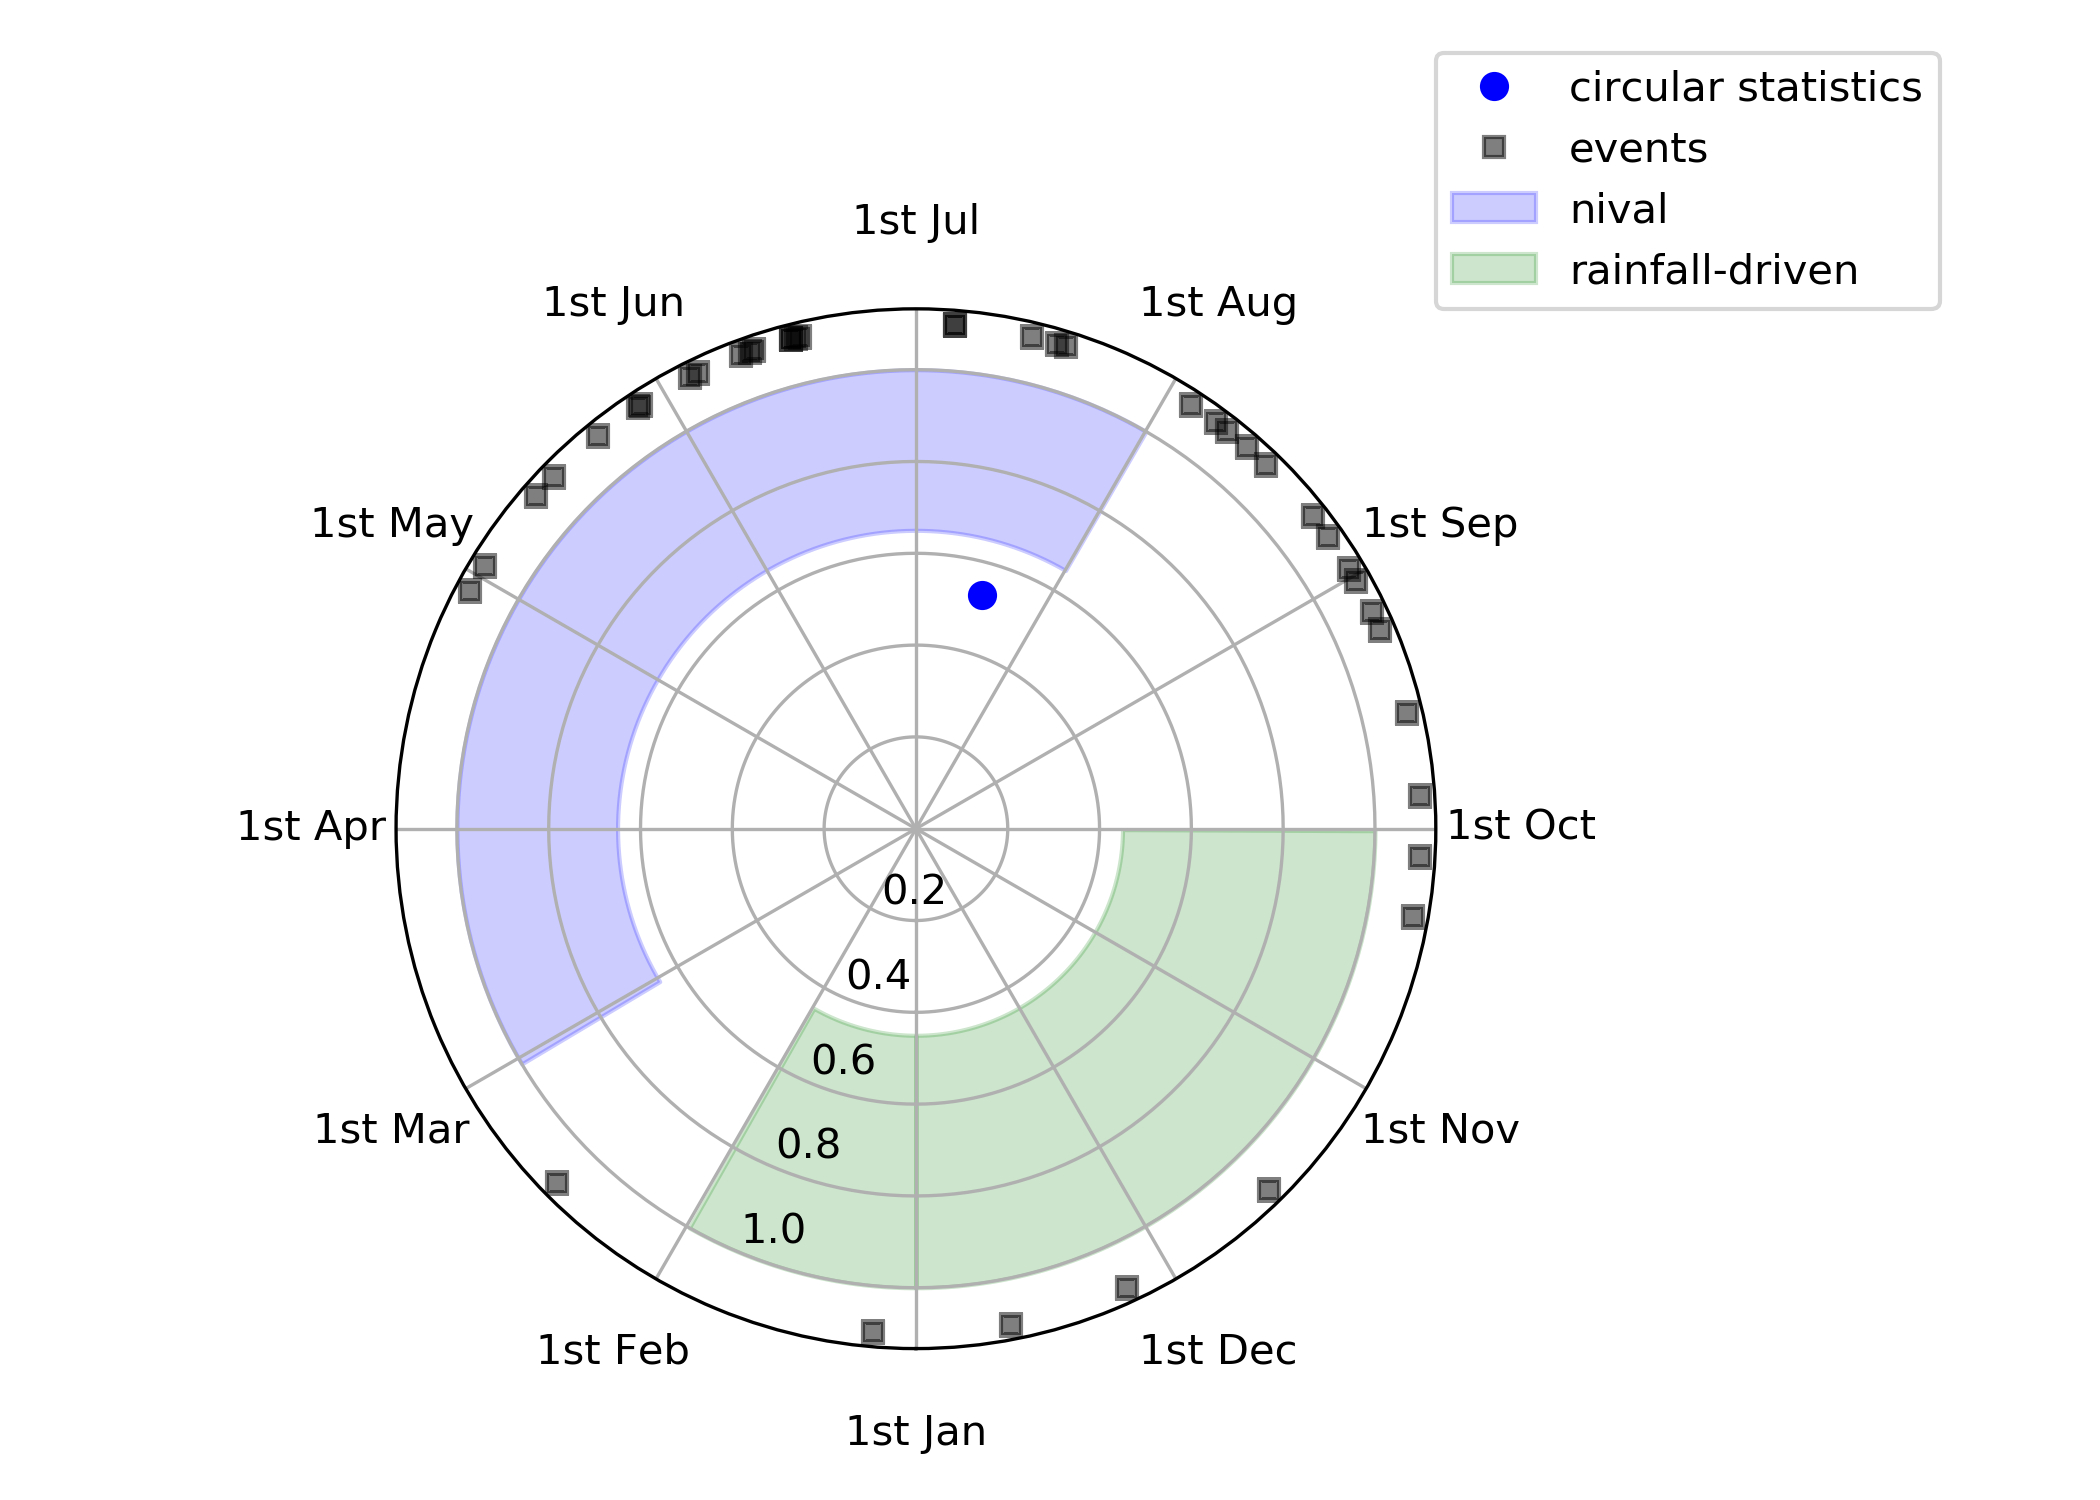 circular statistics
events
nival
rainfall-driven
1st Jul
1st Jun
1st Aug
1st May
1st Sep
1st Apr
1st Oct
0.2
0.4
0.6
0.8
1.0
1st Mar
1st Nov
1st Feb
1st Dec
1st Jan